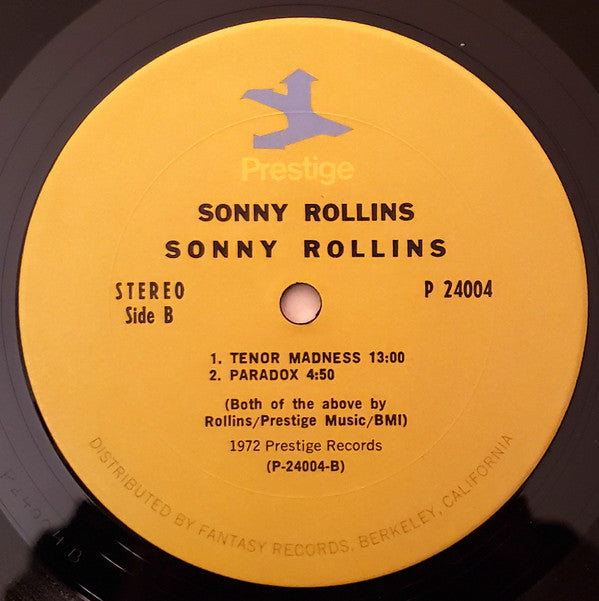 Prestige
SONNY ROLLINS
SONNY ROLLINS
STEREO
Side B
P 24004
1. TENOR MADNESS 13:00
2. PARADOX 4:50
(Both of the above by
Rollins/Prestige Music/BMI)
1972 Prestige Records
(P-24004-B)
DISTRIBUTED BY FANTASY RECORDS, BERKELEY, CALIFORNIA